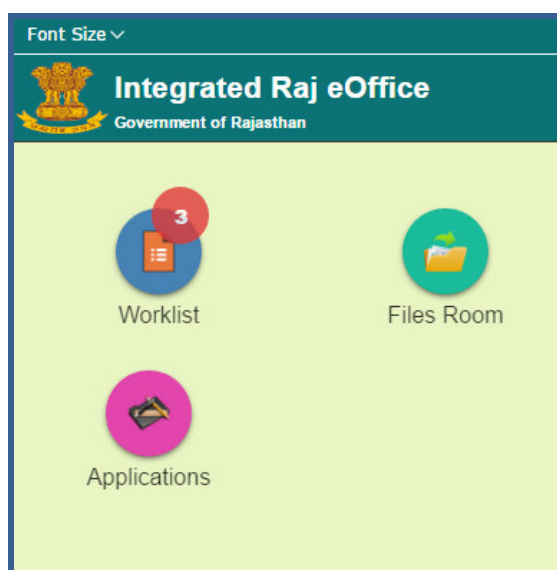 Font Size
Integrated Raj eOffice
Government of Rajasthan
3
Worklist
Files Room
Applications